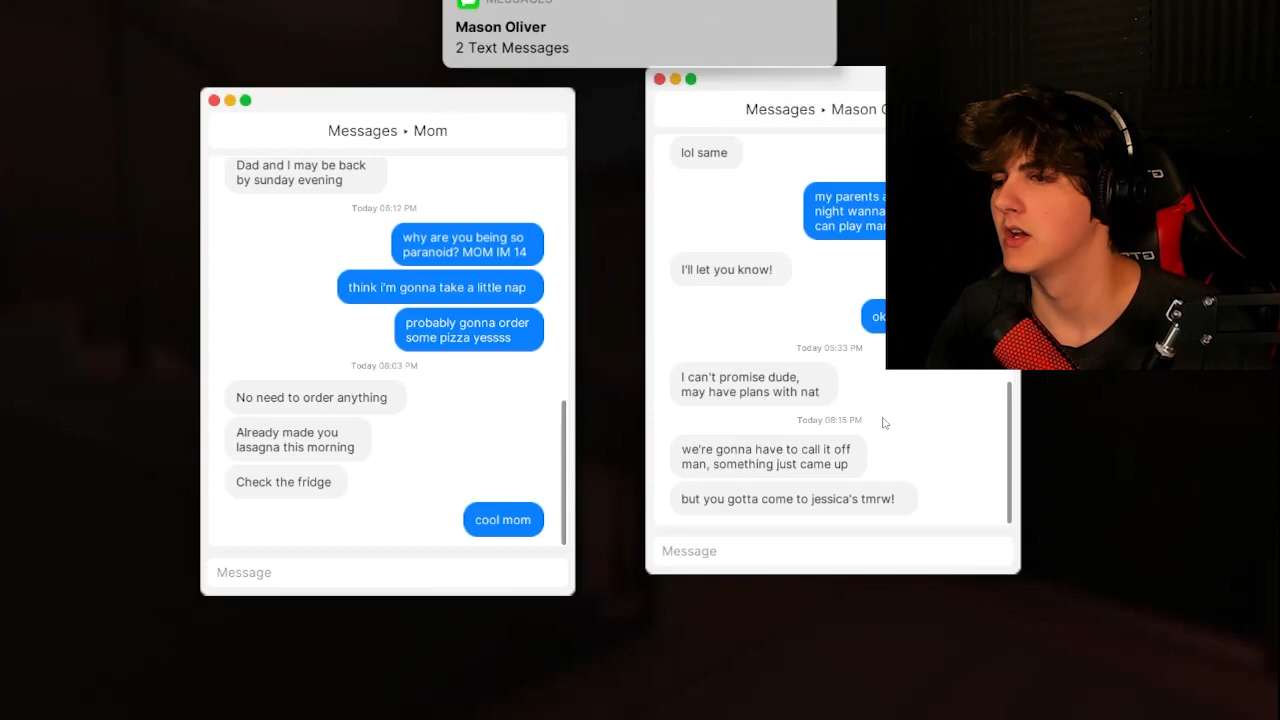 MESSAGES
Mason Oliver
2 Text Messages
Messages ‣ Mom
Dad and I may be back
by sunday evening
Today 06:12 PM
why are you being so
paranoid? MOM IM 14
think i'm gonna take a little nap
probably gonna order
some pizza yessss
Today 08:03 PM
No need to order anything
Already made you
lasagna this morning
Check the fridge
cool mom
Message
Messages ‣ Mason
lol same
my parents
night wanna
can play
I'll let you know!
ok
Today 05:33 PM
I can't promise dude,
may have plans with nat
Today 08:15 PM
we're gonna have to call it off
man, something just came up
but you gotta come to jessica's tmrw!
Message